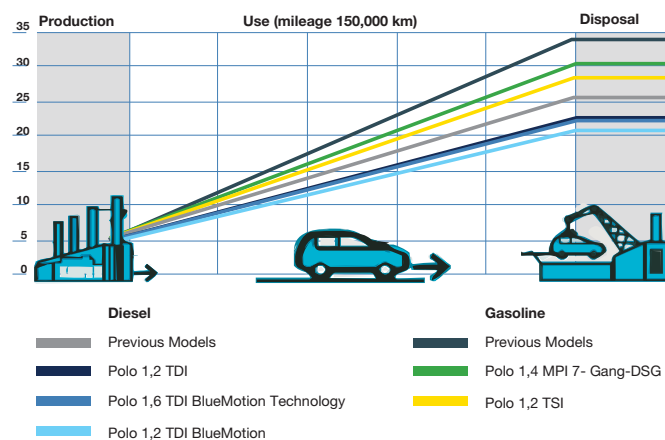 Production Use (mileage 150,000 km) Disposal
35
30
.25
20
15
10
5
0
Diesel
Previous Models
Polo 1,2 TDI
Polo 1,6 TDI BlueMotion Technology
Polo 1,2 TDI BlueMotion
Gasoline
Previous Models
Polo 1,4 MPI 7- Gang-DSG
Polo 1,2 TSI